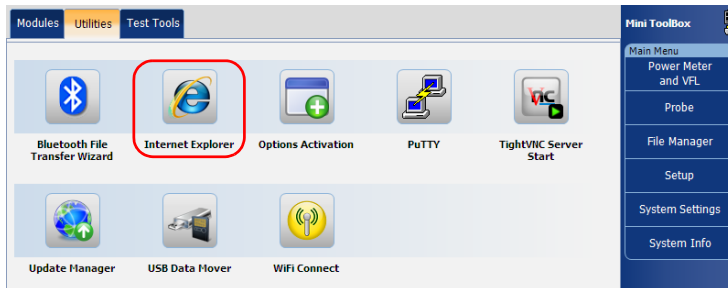 Modules Utilities Test Tools
Mini ToolBox
Main Menu
Power Meter
and VFL
Probe
File Manager
Setup
System Settings
System Info
Bluetooth File
Transfer Wizard
Internet Explorer
Options Activation
PuTTY
TightVNC Server
Start
Update Manager
USB Data Mover
WiFi Connect